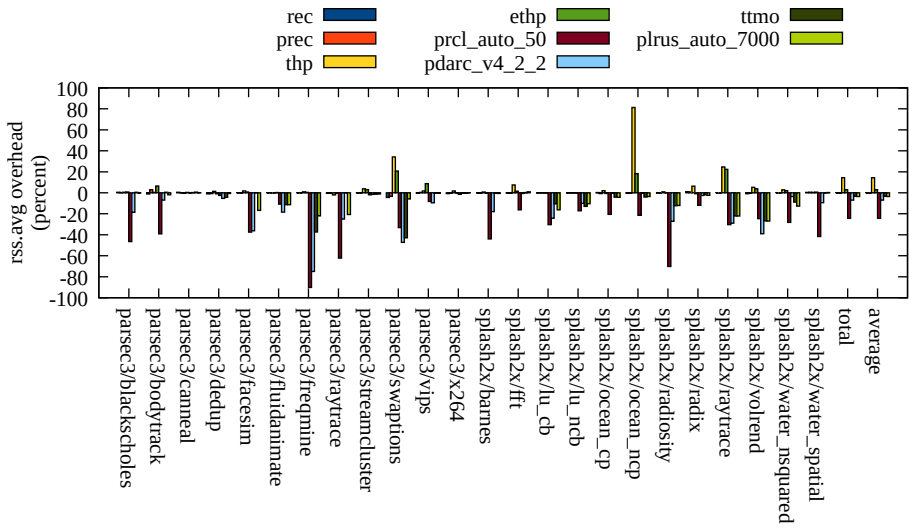 rec
prec
thp
ethp
prcl_auto_50
pdarc_v4_2_2
ttmo
plrus_auto_7000
rss.avg overhead
(percent)
100
80
60
40
20
0
-20
-40
-60
-80
-100
parsec3/blackscholes
parsec3/bodytrack
parsec3/canneal
parsec3/dedup
parsec3/facesim
parsec3/fluidanimate
parsec3/freqmine
parsec3/raytrace
parsec3/streamcluster
parsec3/swaptions
parsec3/vips
parsec3/x264
splash2x/barnes
splash2x/fft
splash2x/lu_cb
splash2x/lu_ncb
splash2x/ocean_cp
splash2x/ocean_ncp
splash2x/radiosity
splash2x/radix
splash2x/raytrace
splash2x/volrend
splash2x/water_nsquared
splash2x/water_spatial
total
average